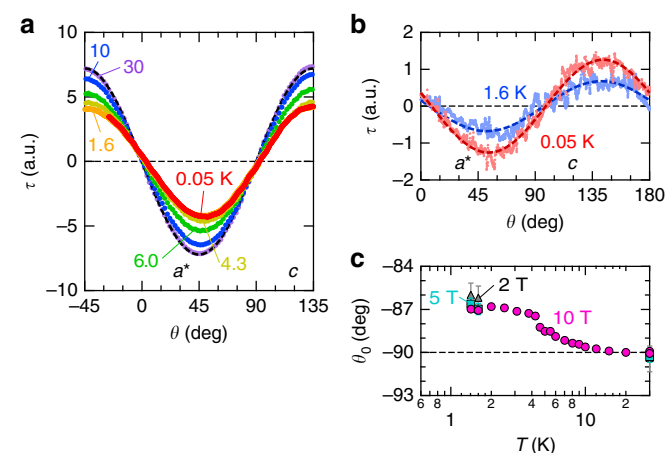 a
10
5
0
−5
−10
τ (a.u.)
10
30
1.6
0.05 K
6.0
4.3
a*
c
−45
0
45
90
135
θ (deg)
b
2
1
0
−1
−2
τ (a.u.)
1.6 K
0.05 K
a*
c
0
45
90
135
180
θ (deg)
c
−84
−87
−90
−93
θ0 (deg)
5 T
2 T
10 T
6 8 2 4 6 8 2
1
10
T (K)